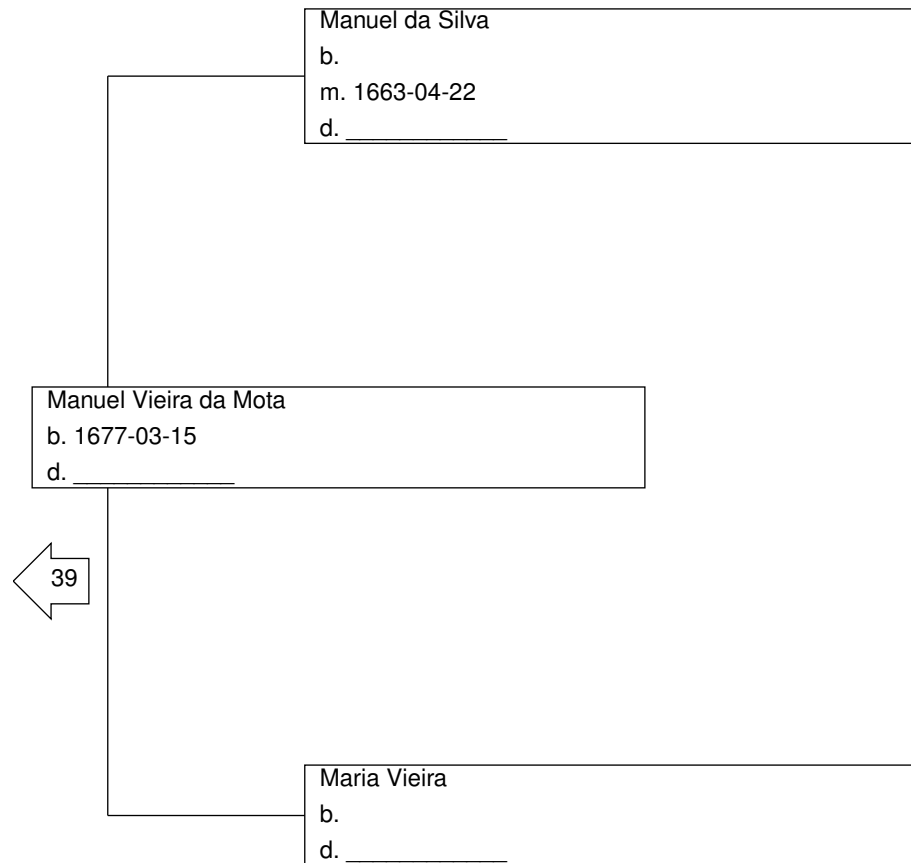 Manuel da Silva
b.
m. 1663-04-22
d. ____________
Manuel Vieira da Mota
b. 1677-03-15
d. ____________
39
Maria Vieira
b.
d. ____________